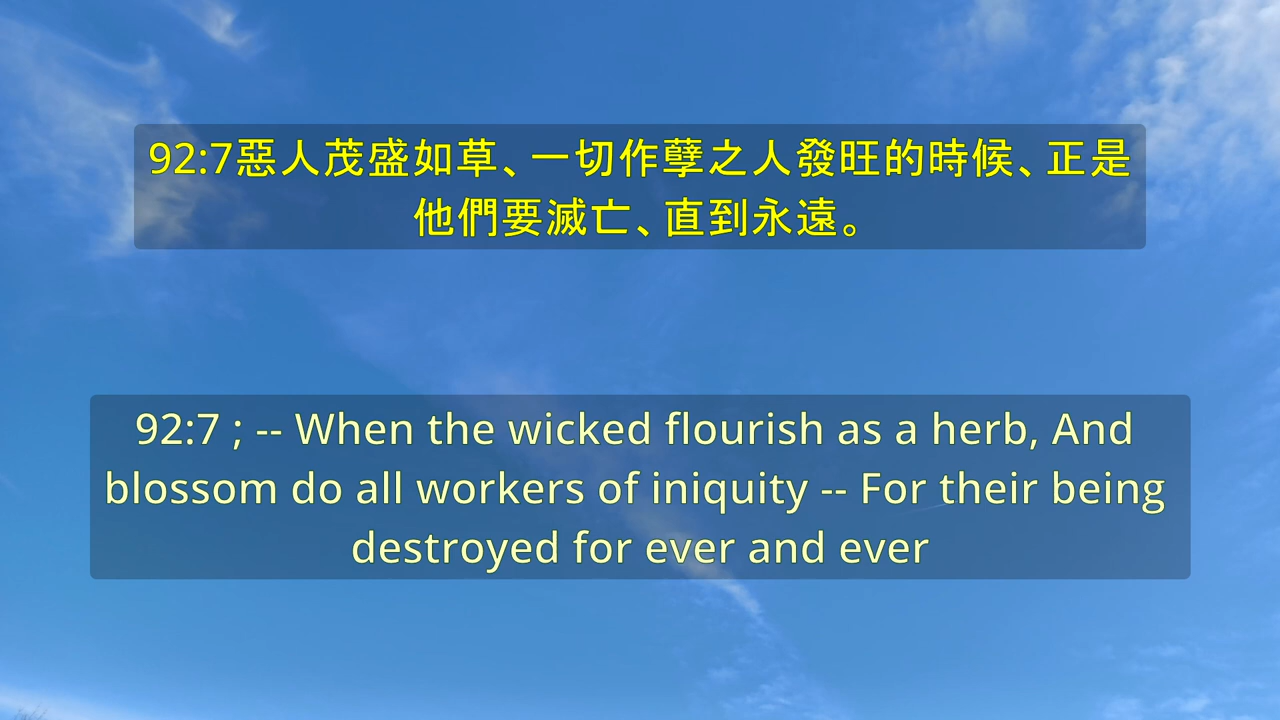 92:7惡人茂盛如草、一切作孽之人發旺的時候、正是
他們要滅亡、直到永遠。
92:7 ; -- When the wicked flourish as a herb, And
blossom do all workers of iniquity -- For their being
destroyed for ever and ever